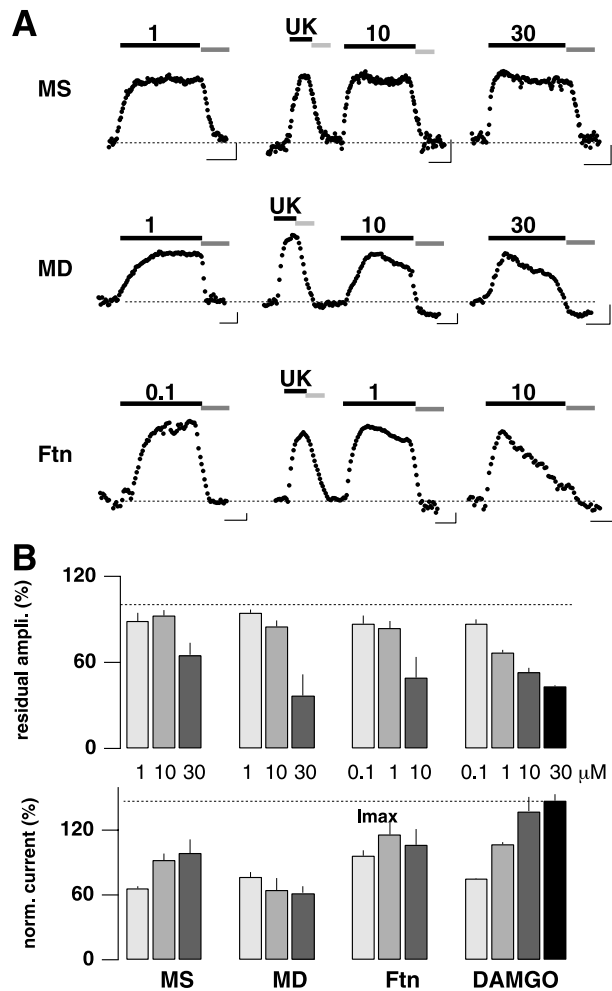 A
1 UK 10 30
MS
1 UK 10 30
MD
0.1 UK 1 10
Ftn
B
120
60
0
residual ampli. (%)
1 10 30 1 10 30 0.1 1 10 0.1 1 10 30 μM
Imax
120
60
0
norm. current (%)
MS MD Ftn DAMGO